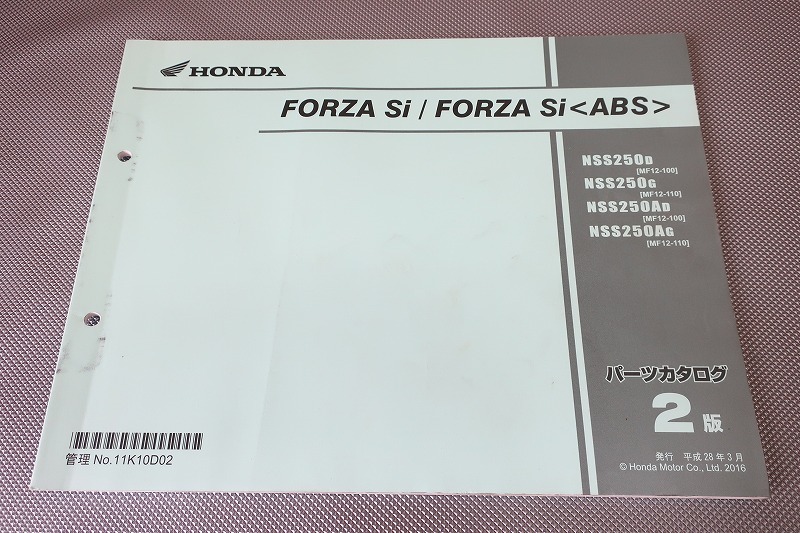 HONDA
FORZA Si / FORZA Si<ABS>
NSS250D
[MF12-100]
NSS250G
[MF12-110]
NSS250AD
[MF12-100]
NSS250AG
[MF12-110]
パーツカタログ
2版
発行 平成28年3月
© Honda Motor Co., Ltd. 2016
管理 No.11K10D02